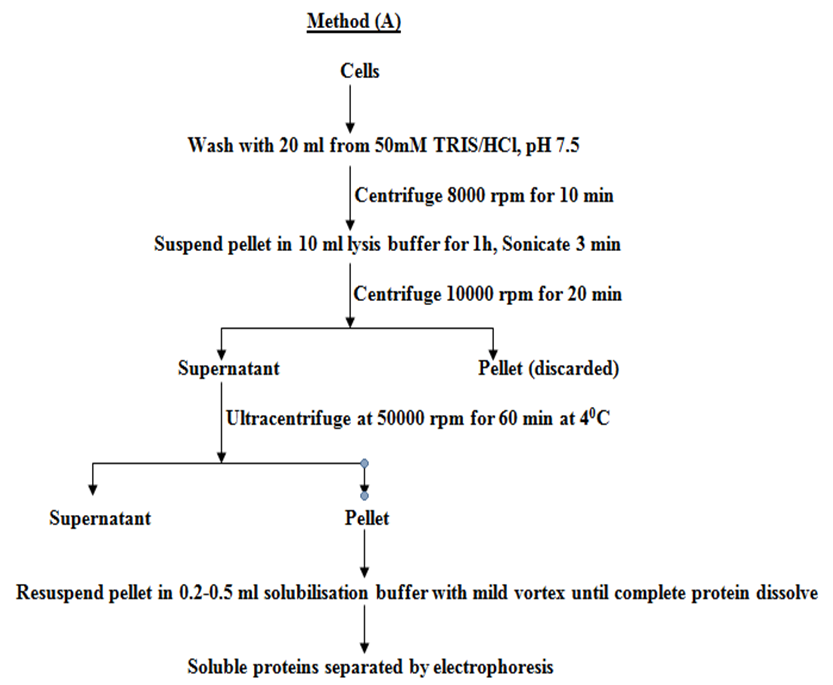 Method (A)
Cells
Wash with 20 ml from 50mM TRIS/HCl, pH 7.5
Centrifuge 8000 rpm for 10 min
Suspend pellet in 10 ml lysis buffer for 1h, Sonicate 3 min
Centrifuge 10000 rpm for 20 min
Supernatant
Pellet (discarded)
Ultracentrifuge at 50000 rpm for 60 min at 4⁰C
Supernatant
Pellet
Resuspend pellet in 0.2-0.5 ml solubilisation buffer with mild vortex until complete protein dissolve
Soluble proteins separated by electrophoresis